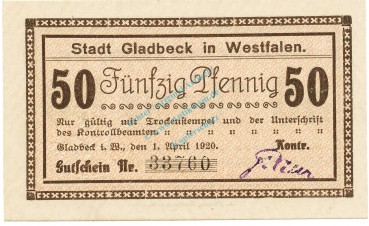 Stadt Gladbeck in Westfalen.
50 Fünfzig Pfennig 50
Nur gültig mit Trockenstempel und der Unterschrift
des Kontrollbeamten " " " " " " "
Gladbeck i. W., den 1. April 1920. Kontr.
Gutschein Nr. 33760